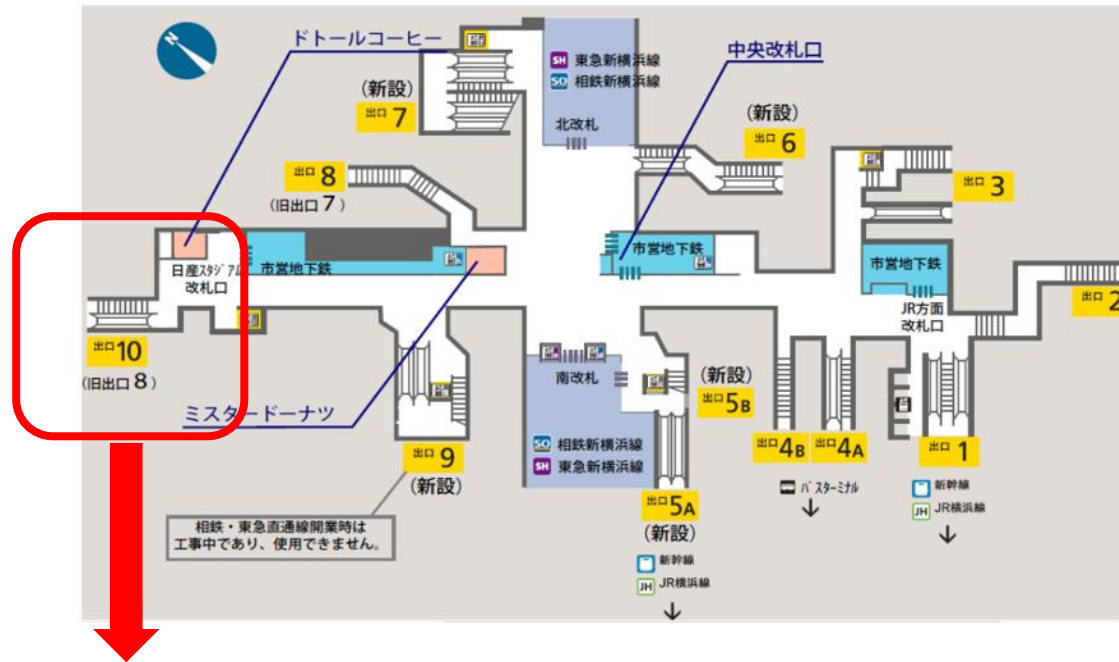 N
ドトールコーヒー
SH 東急新横浜線
SO 相鉄新横浜線
中央改札口
(新設)
出口 7
北改札
(新設)
出口 6
出口 8
(旧出口 7)
出口 3
日産スタジアム
改札口
市営地下鉄
市営地下鉄
市営地下鉄
JR方面
改札口
出口 2
出口 10
(旧出口 8)
ミスタードーナツ
南改札
(新設)
出口 5B
SO 相鉄新横浜線
SH 東急新横浜線
出口 9
(新設)
出口 4B
出口 4A
出口 1
バスターミナル
新幹線
JH JR横浜線
相鉄・東急直通線開業時は
工事中であり、使用できません。
出口 5A
(新設)
新幹線
JH JR横浜線